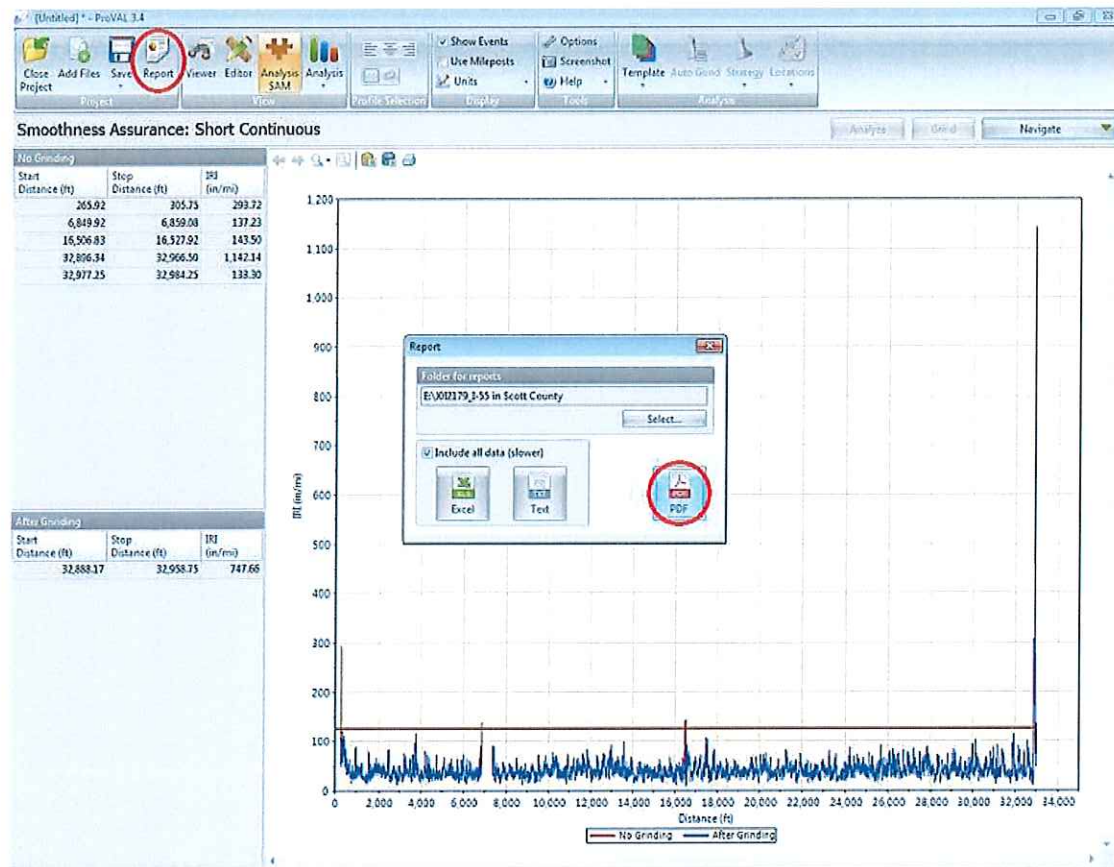 [Untitled] * - ProVAL 3.4
Close Project
Add Files
Save
Report
Viewer
Editor
Analysis SAM
Analysis
Show Events
Use Mileposts
Units
Options
Screenshot
Help
Template
Auto Grind
Strategy
Locations
Project
View
Profile Selection
Display
Tools
Analysis
Smoothness Assurance: Short Continuous
Analyze
Grind
Navigate
No Grinding
Start Distance (ft) Stop Distance (ft) IRI (in/mi)
265.92 305.75 293.72
6,849.92 6,859.08 137.23
16,506.83 16,527.92 143.50
32,896.34 32,966.50 1,142.14
32,977.25 32,984.25 133.30
After Grinding
Start Distance (ft) Stop Distance (ft) IRI (in/mi)
32,888.17 32,958.75 747.66
1,200
1,100
1,000
900
800
700
600
500
400
300
200
100
0
IRI (in/mi)
0 2,000 4,000 6,000 8,000 10,000 12,000 14,000 16,000 18,000 20,000 22,000 24,000 26,000 28,000 30,000 32,000 34,000
Distance (ft)
No Grinding After Grinding
Report
Folder for reports
Select...
Include all data (slower)
Excel
Text
PDF